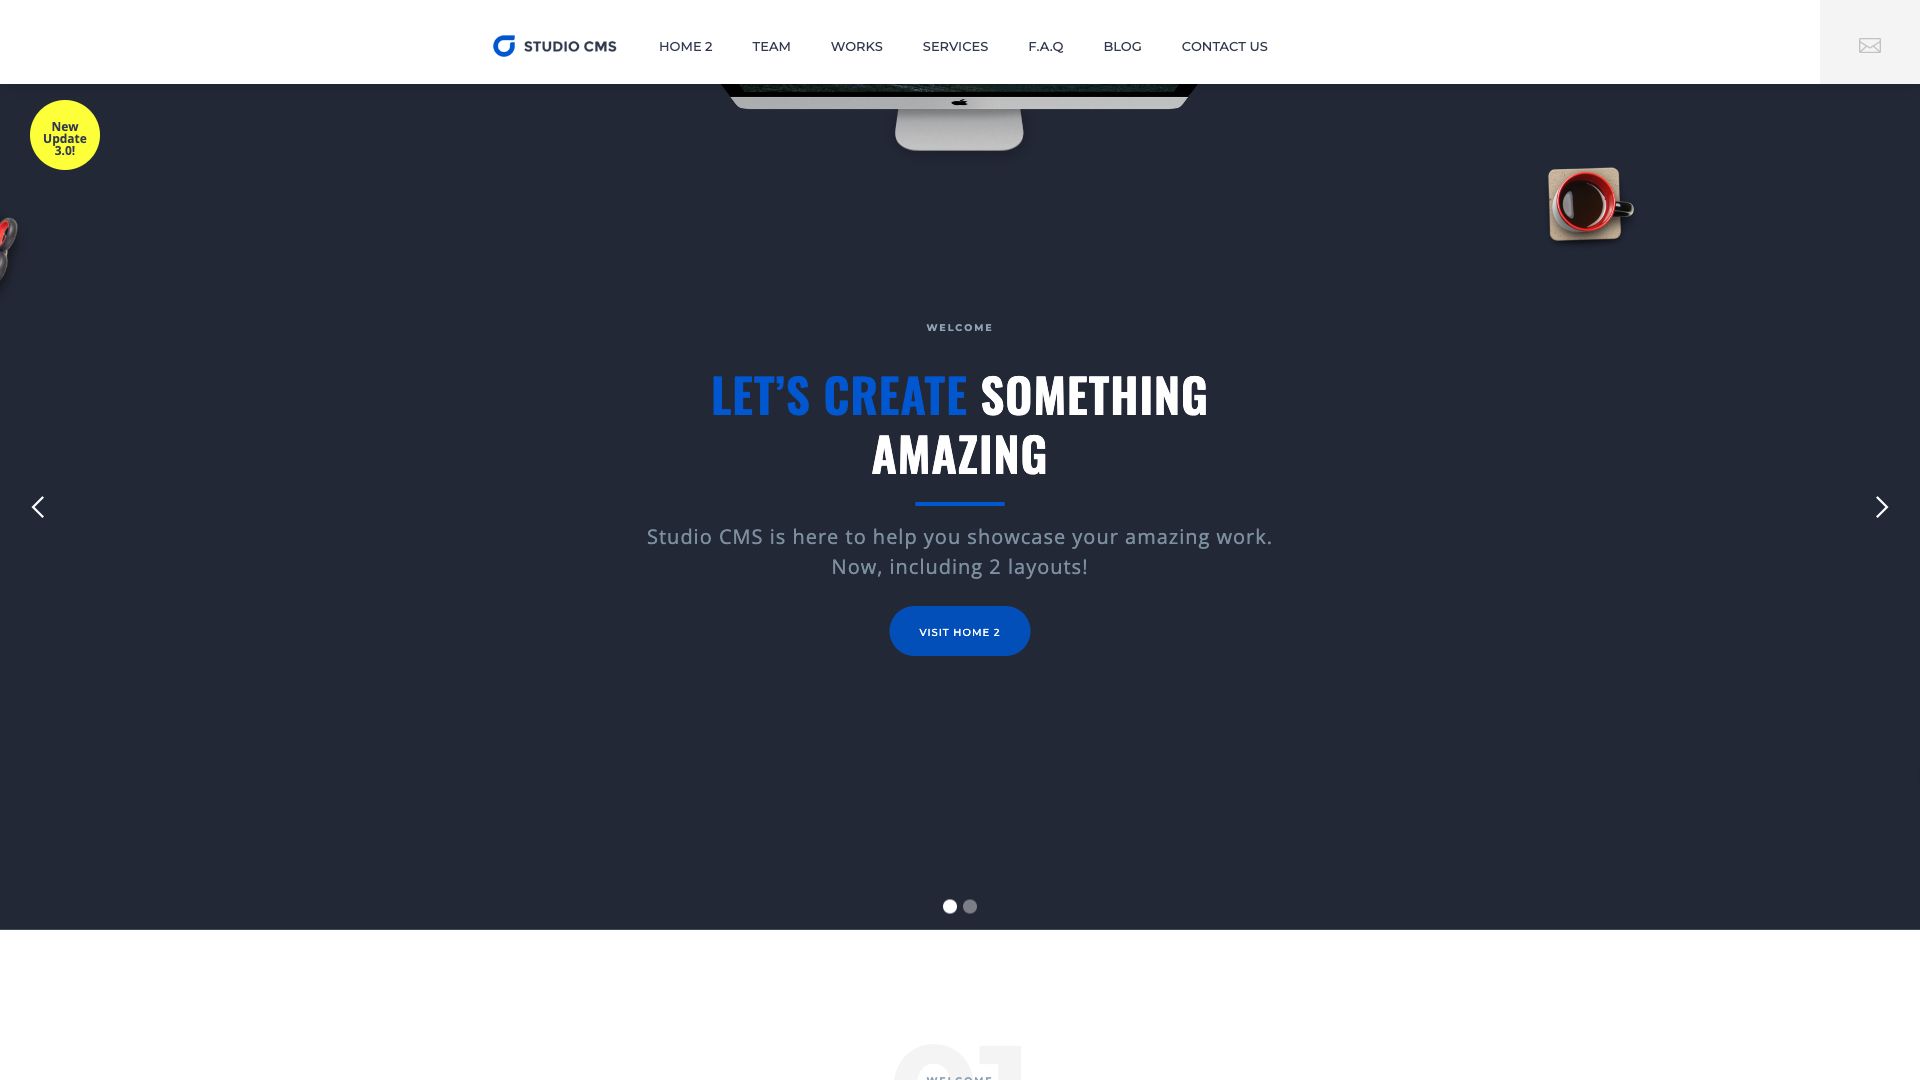 STUDIO CMS
HOME 2
TEAM
WORKS
SERVICES
F.A.Q
BLOG
CONTACT US
New
Update
3.0!
WELCOME
LET’S CREATE SOMETHING
AMAZING
Studio CMS is here to help you showcase your amazing work.
Now, including 2 layouts!
VISIT HOME 2
01
WELCOME